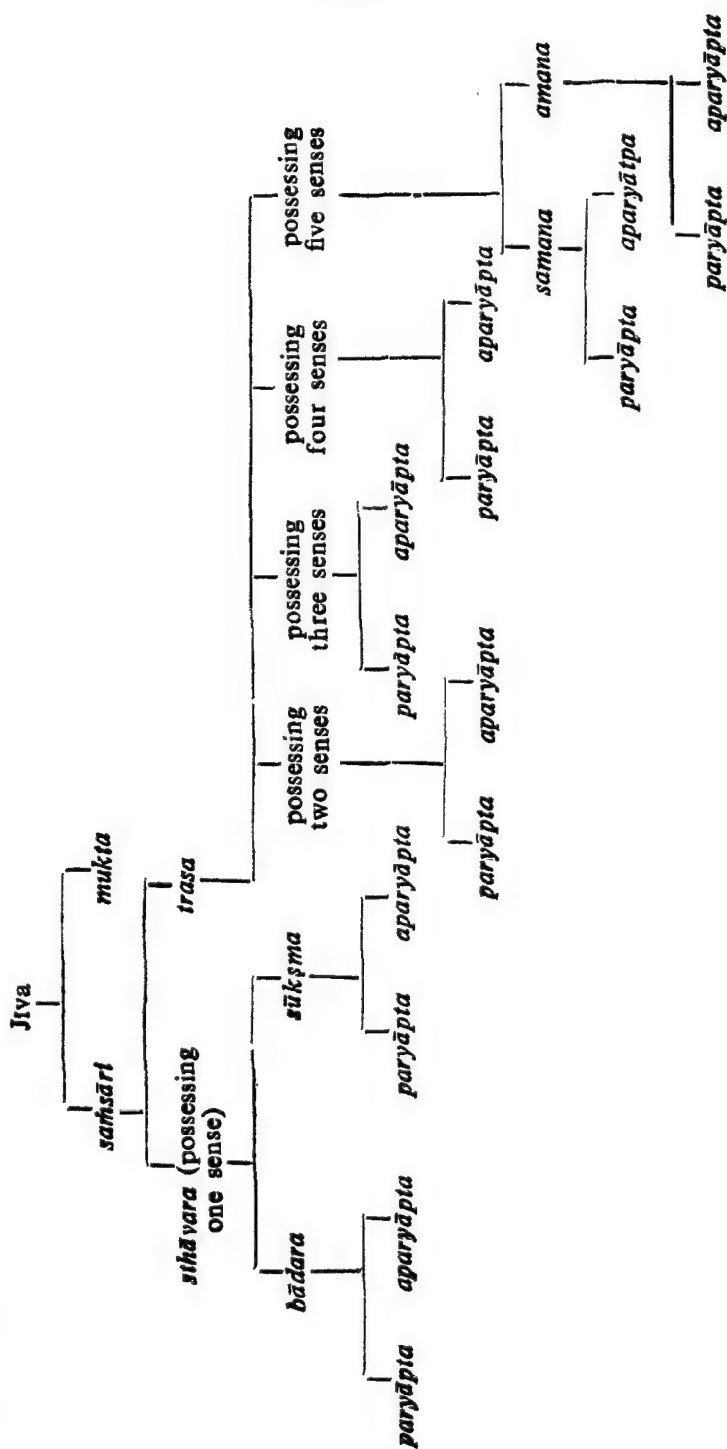 Jīva
saṁsārī mukta
sthāvara (possessing
one sense) trasa
bādara sūkṣma possessing
two senses possessing
three senses possessing
four senses possessing
five senses
paryāpta aparyāpta paryāpta aparyāpta paryāpta aparyāpta
paryāpta aparyāpta paryāpta aparyāpta samana amana
paryāpta aparyātpa
paryāpta aparyāpta